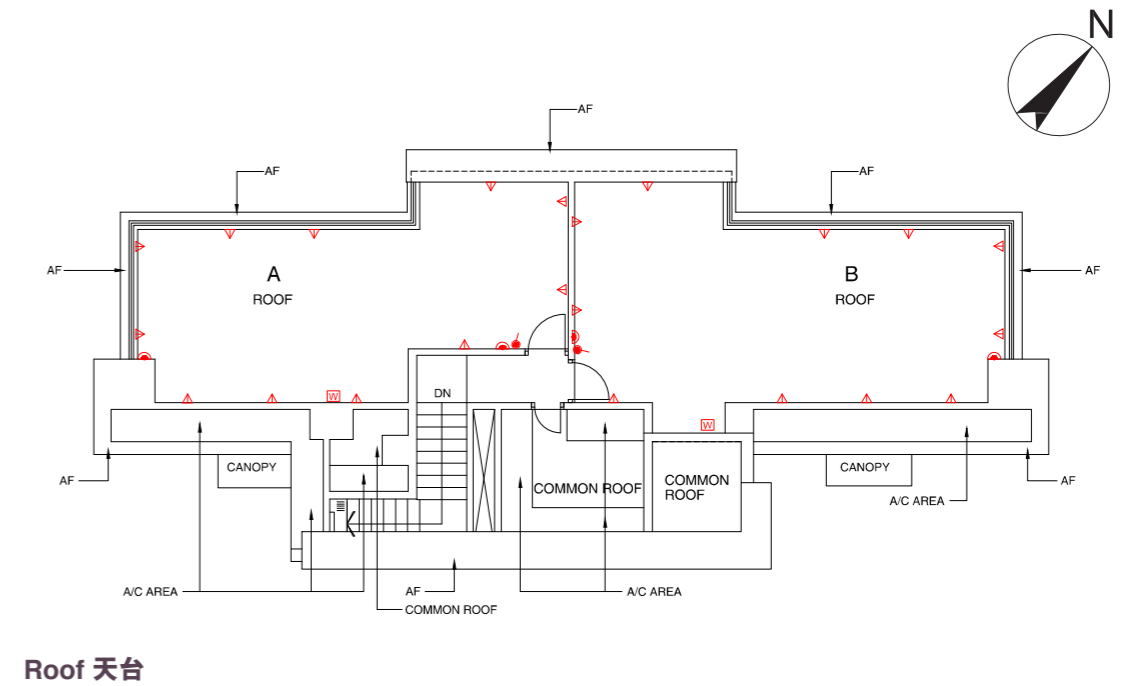 N
AF
AF
AF
AF
AF
A
ROOF
B
ROOF
DN
W
W
CANOPY
COMMON ROOF
COMMON
ROOF
CANOPY
AF
AF
A/C AREA
A/C AREA
AF
A/C AREA
COMMON ROOF
Roof 天台